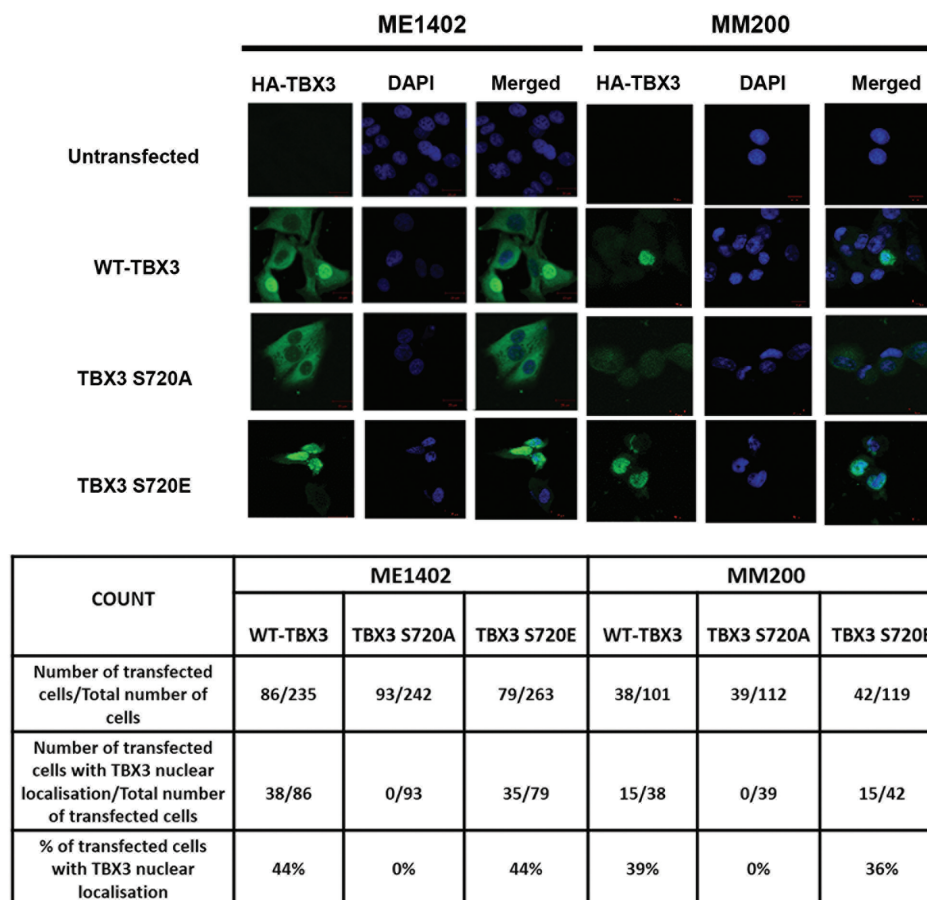 ME1402 MM200
HA-TBX3 DAPI Merged HA-TBX3 DAPI Merged
Untransfected
WT-TBX3
TBX3 S720A
TBX3 S720E
COUNT ME1402 MM200
WT-TBX3 TBX3 S720A TBX3 S720E WT-TBX3 TBX3 S720A TBX3 S720E
Number of transfected
cells/Total number of
cells
86/235 93/242 79/263 38/101 39/112 42/119
Number of transfected
cells with TBX3 nuclear
localisation/Total number
of transfected cells
38/86 0/93 35/79 15/38 0/39 15/42
% of transfected cells
with TBX3 nuclear
localisation
44% 0% 44% 39% 0% 36%